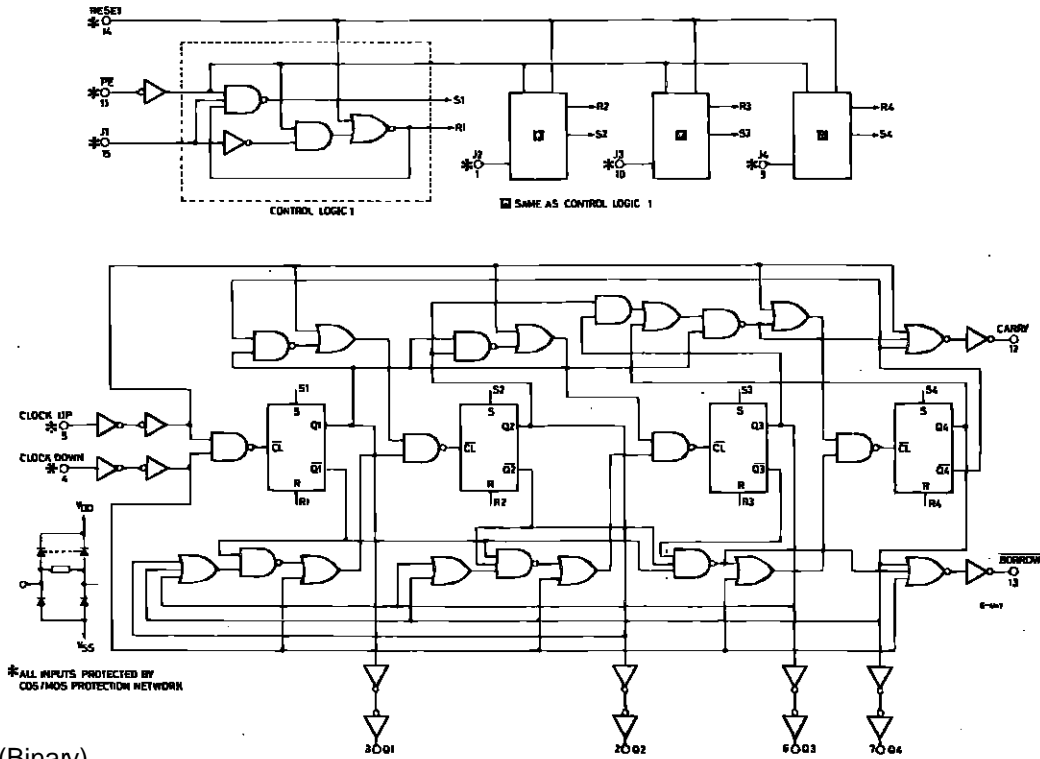 RESET
*
14
PE
*
J1
*
15
S1
R1
CONTROL LOGIC 1
R2
S2
J2
*
1
R3
S3
J3
*
10
R4
S4
J4
*
9
SAME AS CONTROL LOGIC 1
CARRY
12
CLOCK UP
*
5
CLOCK DOWN
*
4
S1
S
Q1
CL
Q1
R
R1
S2
S
Q2
CL
Q2
R
R2
S3
S
Q3
CL
Q3
R
R3
S4
S
Q4
CL
Q4
R
R4
VDD
VSS
BORROW
13
*ALL INPUTS PROTECTED BY
COS/MOS PROTECTION NETWORK
3 Q1
2 Q2
6 Q3
7 Q4
(Binary)